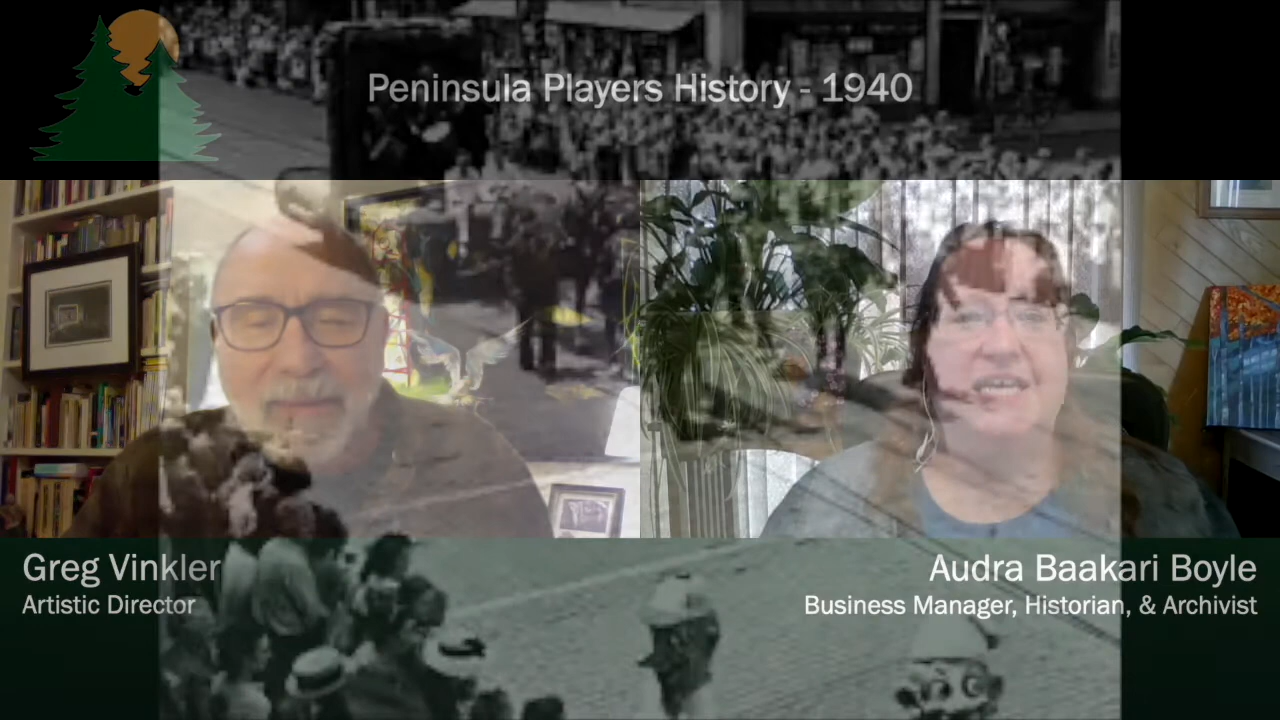 Peninsula Players History - 1940
Greg Vinkler
Artistic Director
Audra Baakari Boyle
Business Manager, Historian, & Archivist